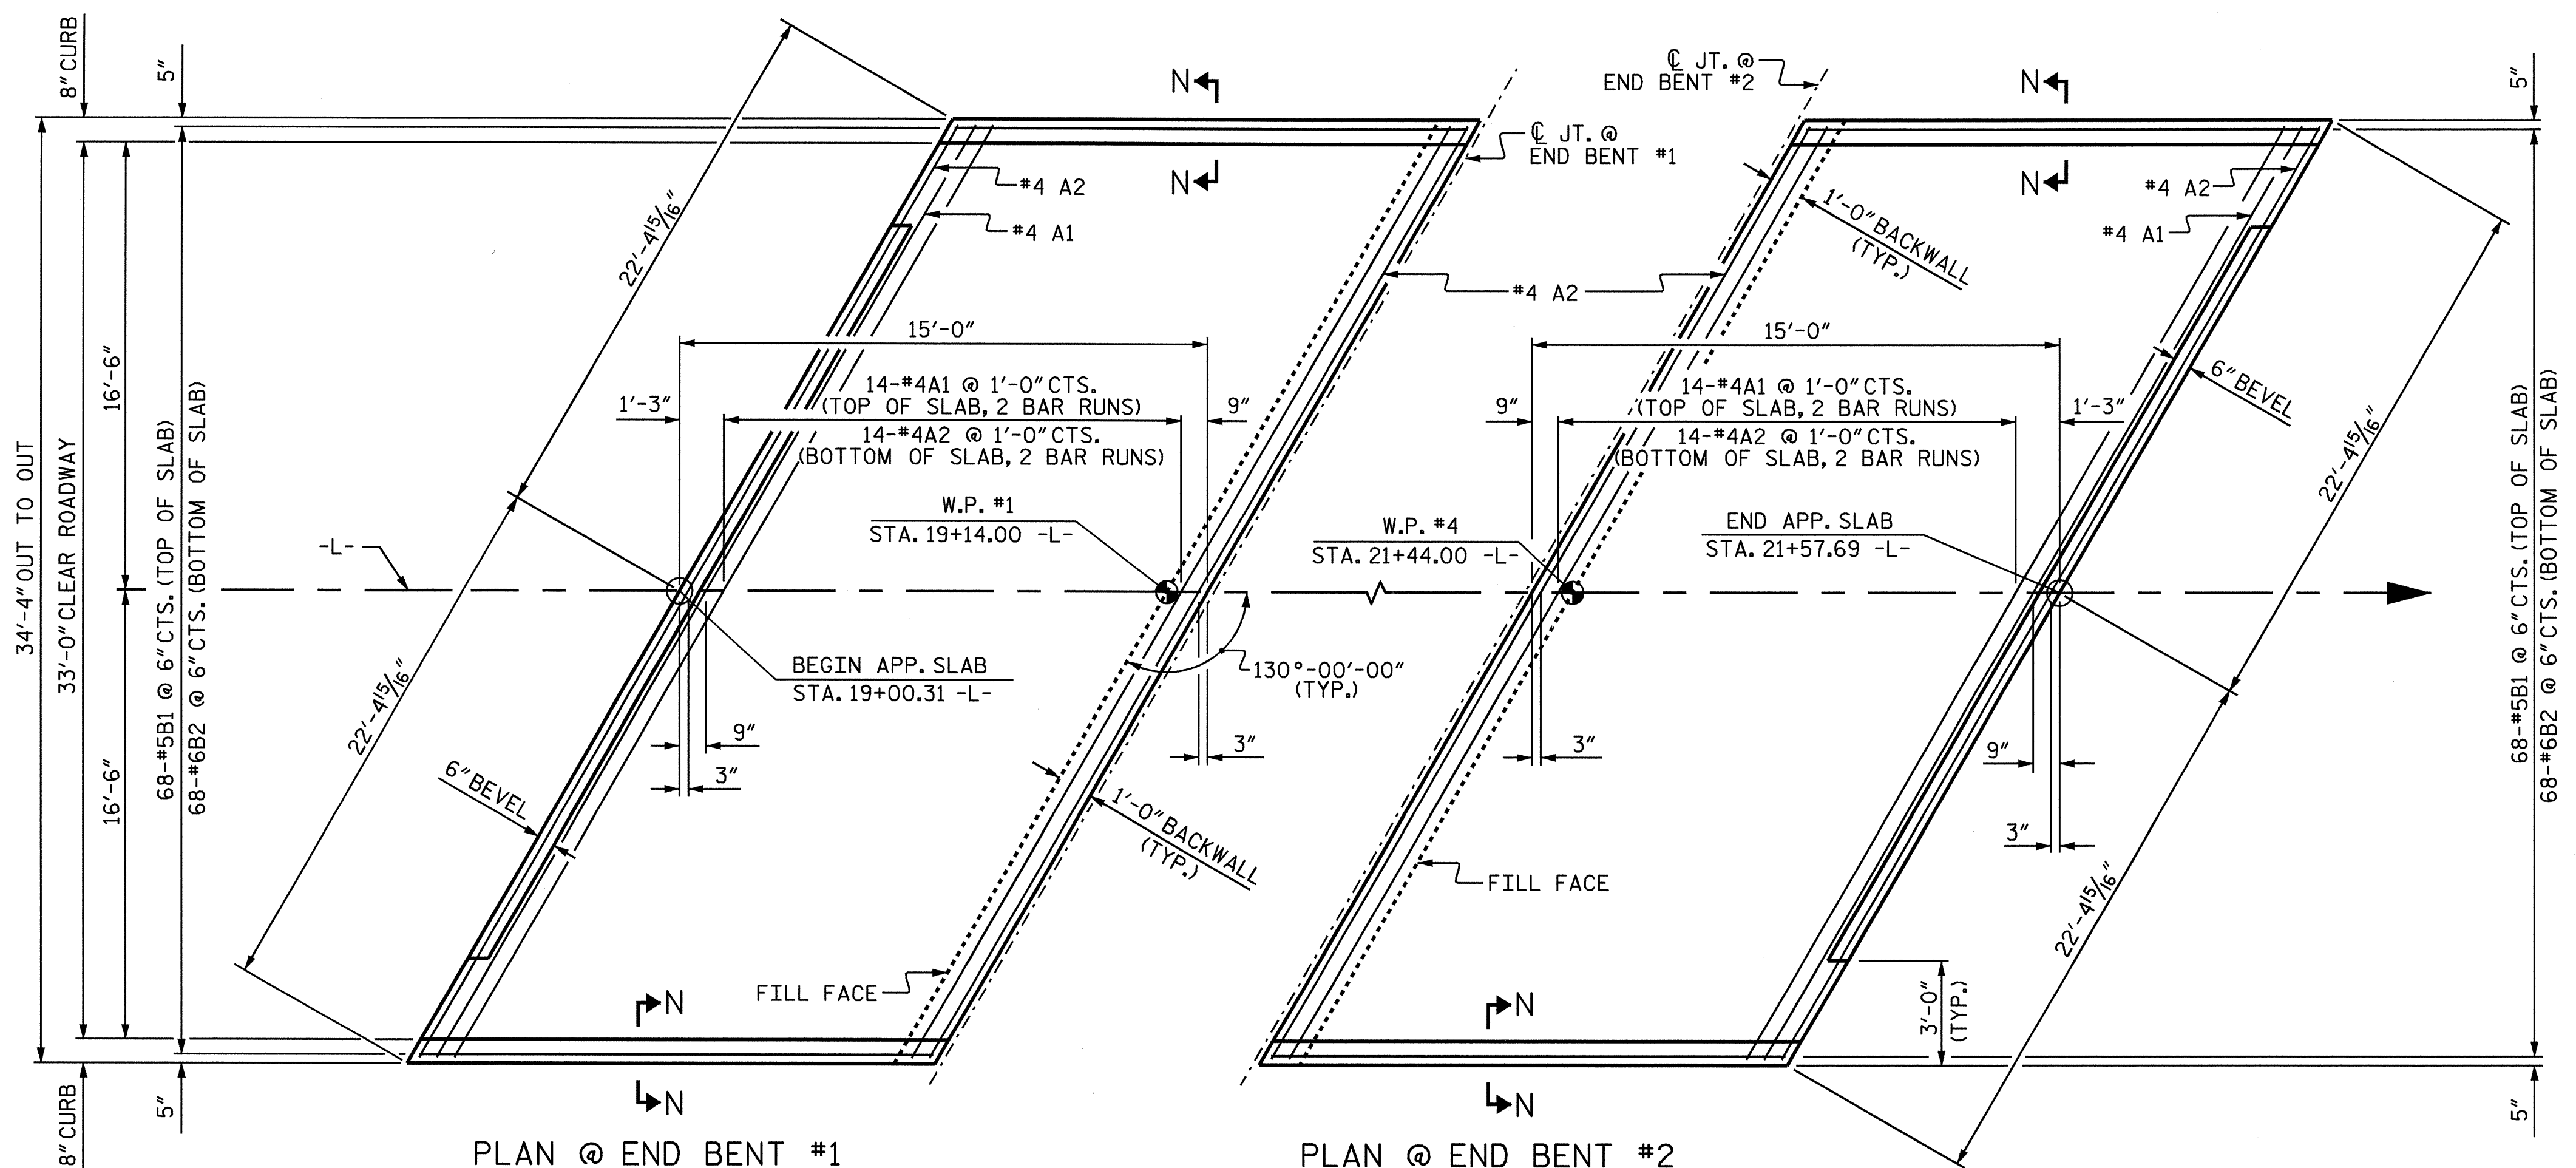 8" CURB
5"
34'-4" OUT TO OUT
33'-0" CLEAR ROADWAY
16'-6"
16'-6"
68-#5B1 @ 6" CTS. (TOP OF SLAB)
68-#6B2 @ 6" CTS. (BOTTOM OF SLAB)
8" CURB
5"
22'-4 15/16"
22'-4 15/16"
-L-
N
N
#4 A2
#4 A1
℄ JT. @
END BENT #1
15'-0"
1'-3"
14-#4A1 @ 1'-0" CTS.
(TOP OF SLAB, 2 BAR RUNS)
14-#4A2 @ 1'-0" CTS.
(BOTTOM OF SLAB, 2 BAR RUNS)
9"
W.P. #1
STA. 19+14.00 -L-
BEGIN APP. SLAB
STA. 19+00.31 -L-
9"
3"
3"
130°-00'-00"
(TYP.)
6" BEVEL
1'-0" BACKWALL
(TYP.)
FILL FACE
N
N
PLAN @ END BENT #1
℄ JT. @
END BENT #2
N
N
#4 A2
#4 A2
#4 A1
1'-0" BACKWALL
(TYP.)
15'-0"
9"
14-#4A1 @ 1'-0" CTS.
(TOP OF SLAB, 2 BAR RUNS)
14-#4A2 @ 1'-0" CTS.
(BOTTOM OF SLAB, 2 BAR RUNS)
1'-3"
6" BEVEL
W.P. #4
STA. 21+44.00 -L-
END APP. SLAB
STA. 21+57.69 -L-
3"
9"
3"
FILL FACE
3'-0"
(TYP.)
N
N
22'-4 15/16"
22'-4 15/16"
5"
68-#5B1 @ 6" CTS. (TOP OF SLAB)
68-#6B2 @ 6" CTS. (BOTTOM OF SLAB)
5"
PLAN @ END BENT #2